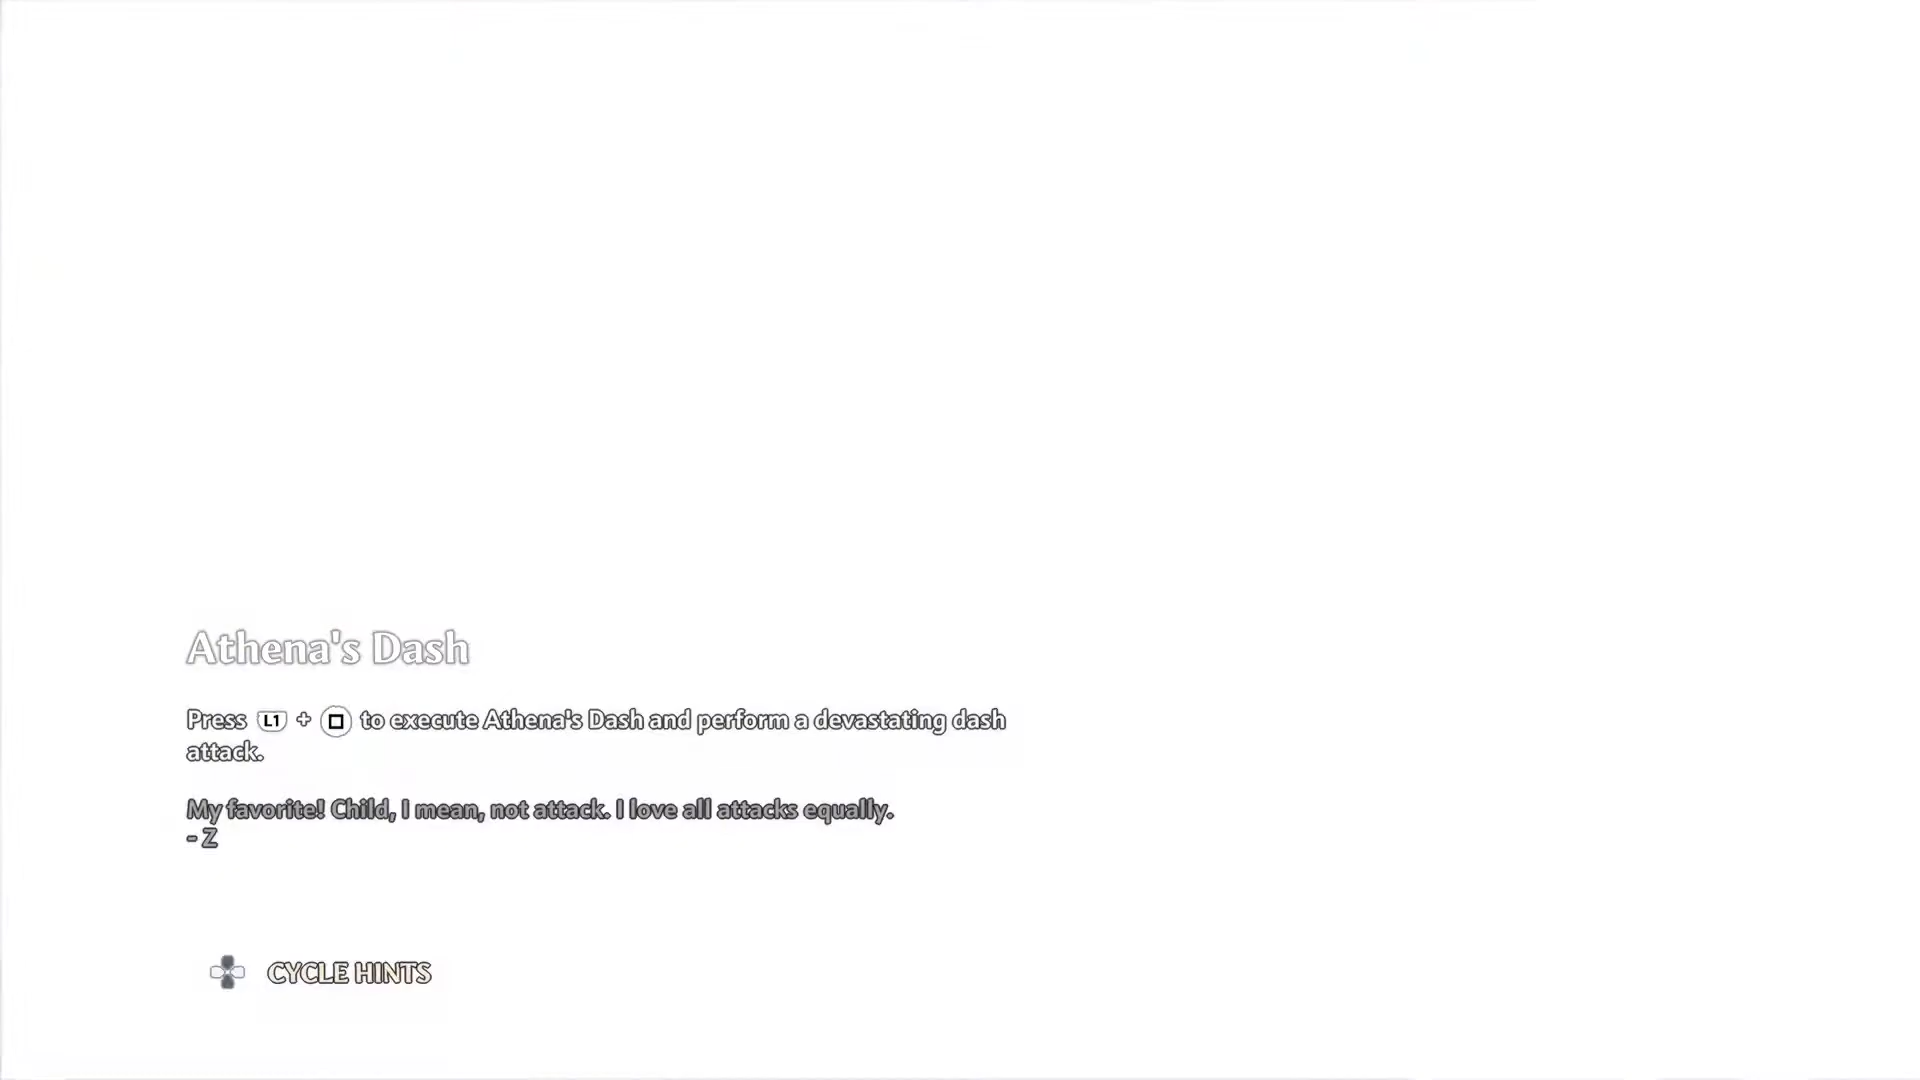 Athena's Dash
Press L1 + □ to execute Athena's Dash and perform a devastating dash
attack.
My favorite! Child, I mean, not attack. I love all attacks equally.
- Z
CYCLE HINTS